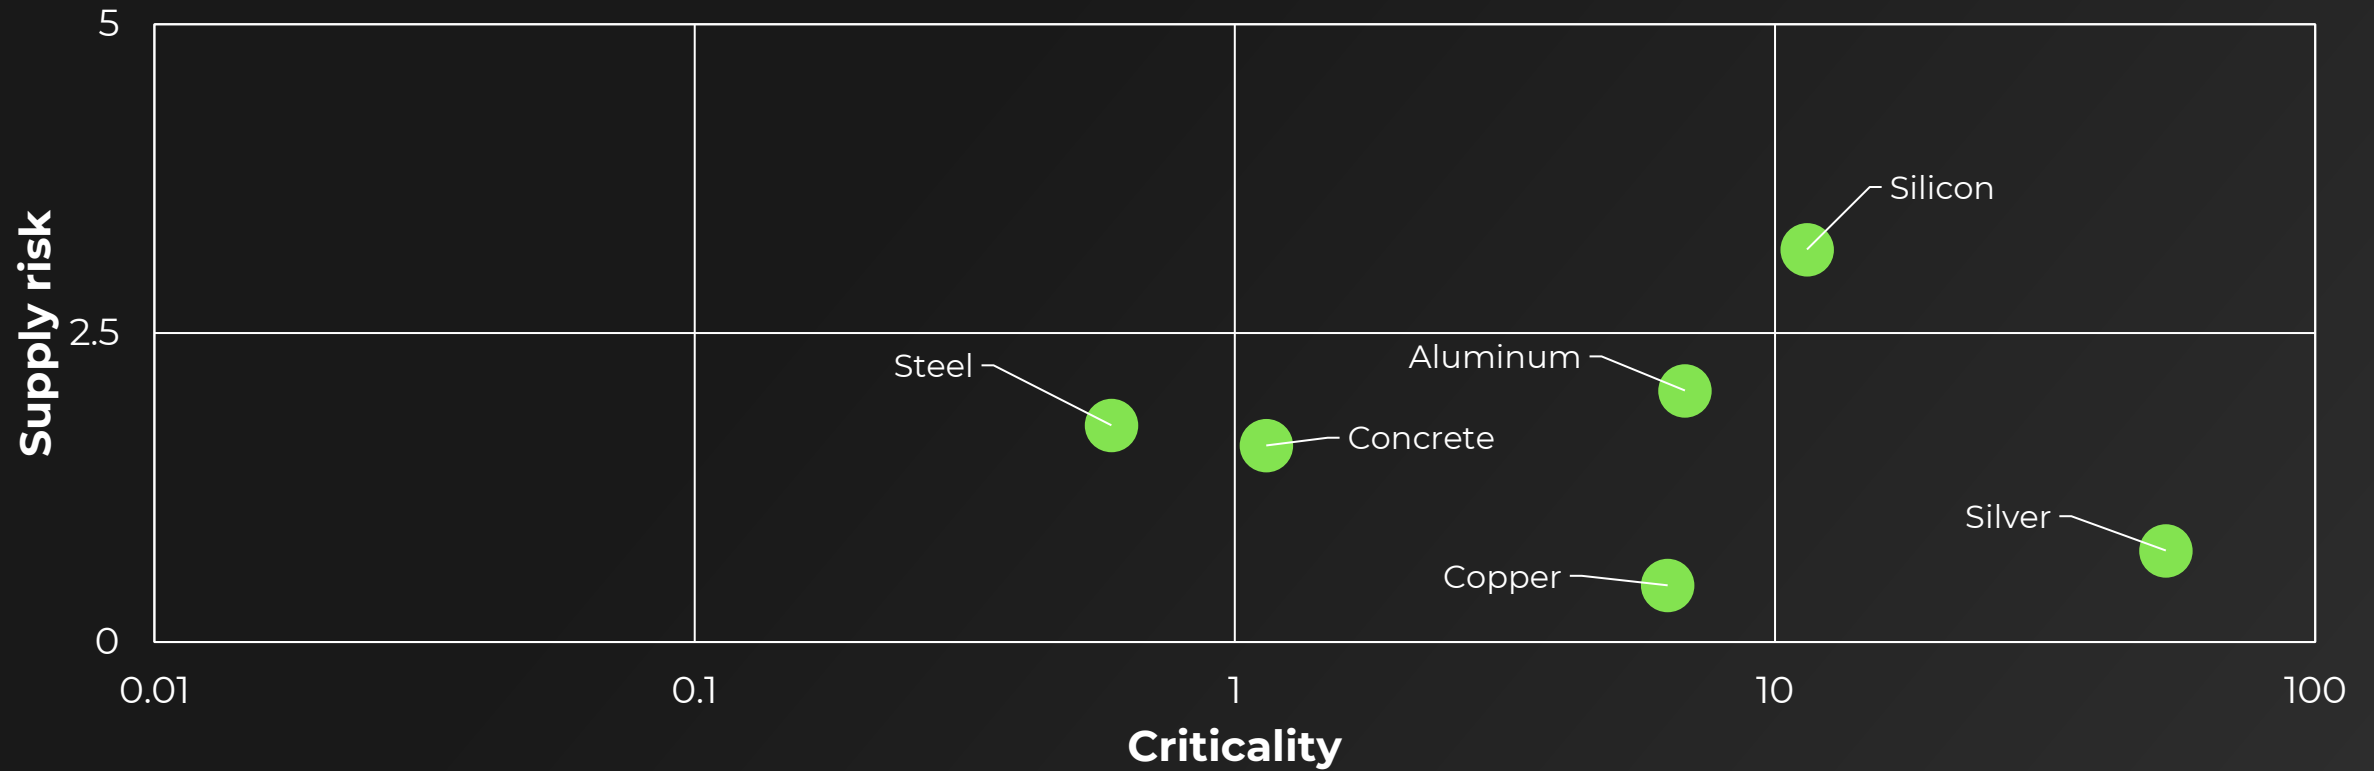 5
Silicon
Supply risk
2.5
Steel
Aluminum
Concrete
Silver
Copper
0
0.01
0.1
1
10
100
Criticality